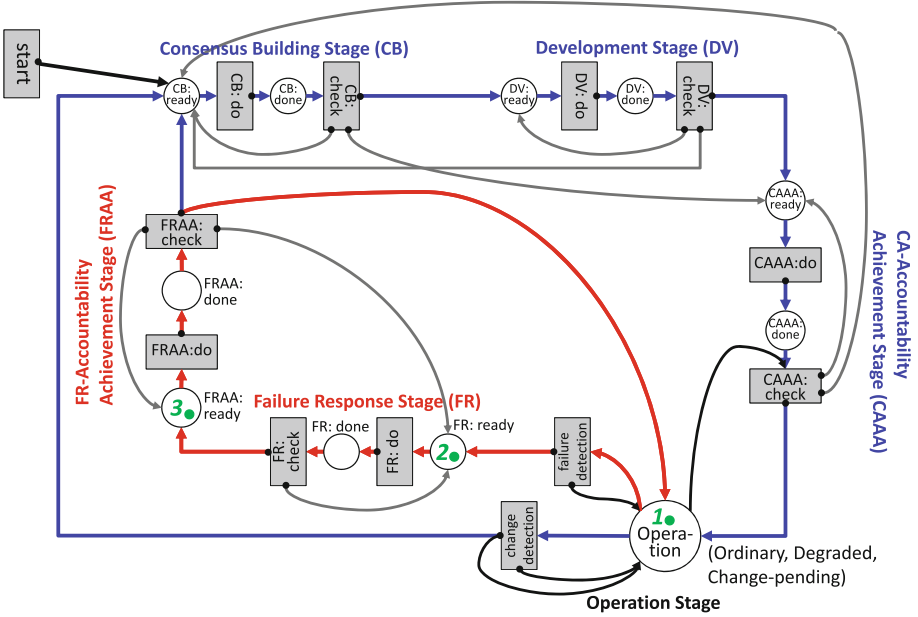 start
Consensus Building Stage (CB)
Development Stage (DV)
CB:
ready
CB: do
CB:
done
CB:
check
DV:
ready
DV: do
DV:
done
DV:
check
CAAA:
ready
CAAA:do
CAAA:
done
CAAA:
check
CA-Accountability
Achievement Stage (CAAA)
FR-Accountability
Achievement Stage (FRAA)
FRAA:
check
FRAA:
done
FRAA:do
FRAA:
ready
3
Failure Response Stage (FR)
FR:
check
FR: done
FR: do
FR: ready
2
failure
detection
change
detection
1
Opera-
tion
(Ordinary, Degraded,
Change-pending)
Operation Stage